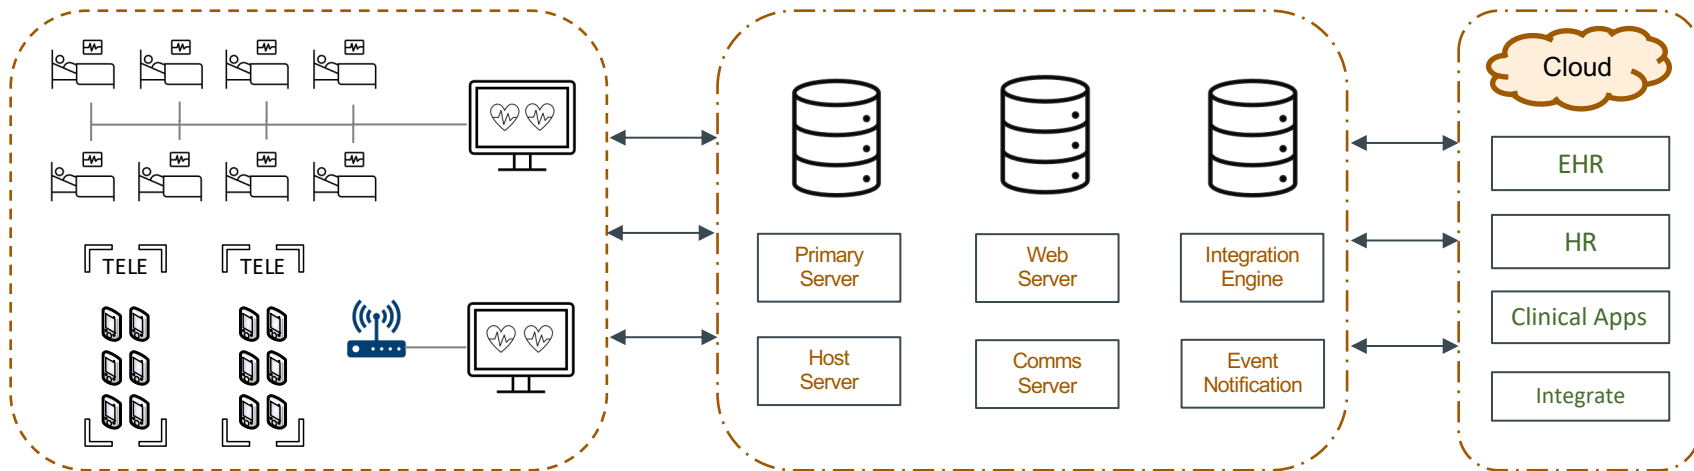 TELE
TELE
Primary
Server
Web
Server
Integration
Engine
Host
Server
Comms
Server
Event
Notification
Cloud
EHR
HR
Clinical Apps
Integrate